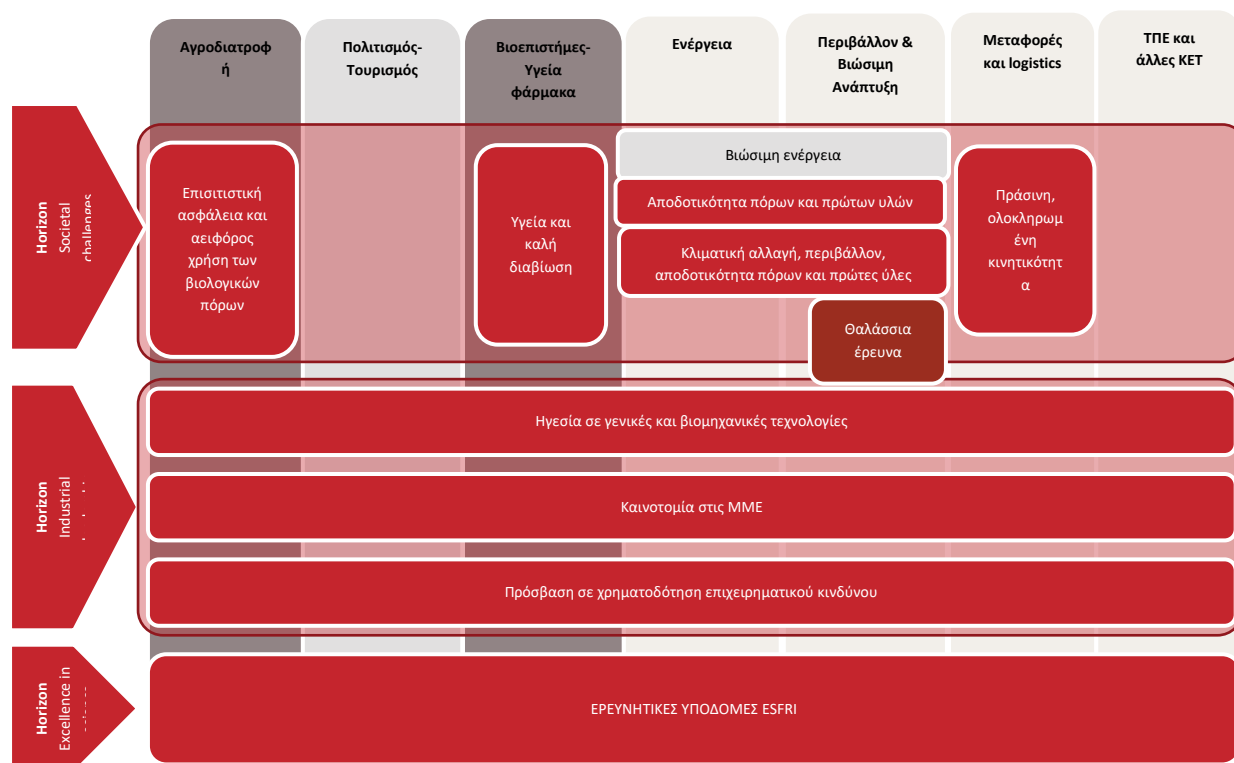 Αγροδιατροφ
ή
Πολιτισμός-
Τουρισμός
Βιοεπιστήμες-
Υγεία
φάρμακα
Ενέργεια
Περιβάλλον &
Βιώσιμη
Ανάπτυξη
Μεταφορές
και logistics
ΤΠΕ και
άλλες ΚΕΤ
Horizon
Societal
challenges
Επισιτιστική
ασφάλεια και
αειφόρος
χρήση των
βιολογικών
πόρων
Υγεία και
καλή
διαβίωση
Βιώσιμη ενέργεια
Αποδοτικότητα πόρων και πρώτων υλών
Κλιματική αλλαγή, περιβάλλον,
αποδοτικότητα πόρων και πρώτες ύλες
Θαλάσσια
έρευνα
Πράσινη,
ολοκληρωμ
ένη
κινητικότητ
α
Horizon
Industrial
Ηγεσία σε γενικές και βιομηχανικές τεχνολογίες
Καινοτομία στις ΜΜΕ
Πρόσβαση σε χρηματοδότηση επιχειρηματικού κινδύνου
Horizon
Excellence in
ΕΡΕΥΝΗΤΙΚΕΣ ΥΠΟΔΟΜΕΣ ESFRI